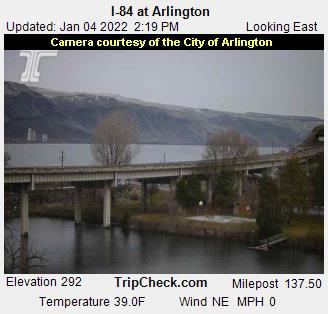 I-84 at Arlington
Updated: Jan 04 2022 2:19 PM Looking East
Camera courtesy of the City of Arlington
Elevation 292 TripCheck.com Milepost 137.50
Temperature 39.0F Wind NE MPH 0